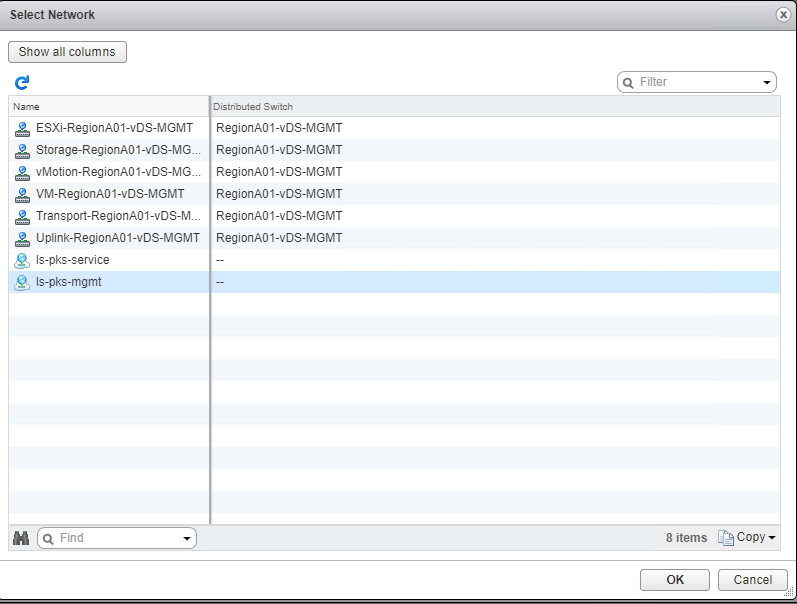 Select Network
Show all columns
Filter
Name Distributed Switch
ESXi-RegionA01-vDS-MGMT RegionA01-vDS-MGMT
Storage-RegionA01-vDS-MG... RegionA01-vDS-MGMT
vMotion-RegionA01-vDS-MG... RegionA01-vDS-MGMT
VM-RegionA01-vDS-MGMT RegionA01-vDS-MGMT
Transport-RegionA01-vDS-M... RegionA01-vDS-MGMT
Uplink-RegionA01-vDS-MGMT RegionA01-vDS-MGMT
ls-pks-service --
ls-pks-mgmt --
Find 8 items Copy
OK Cancel